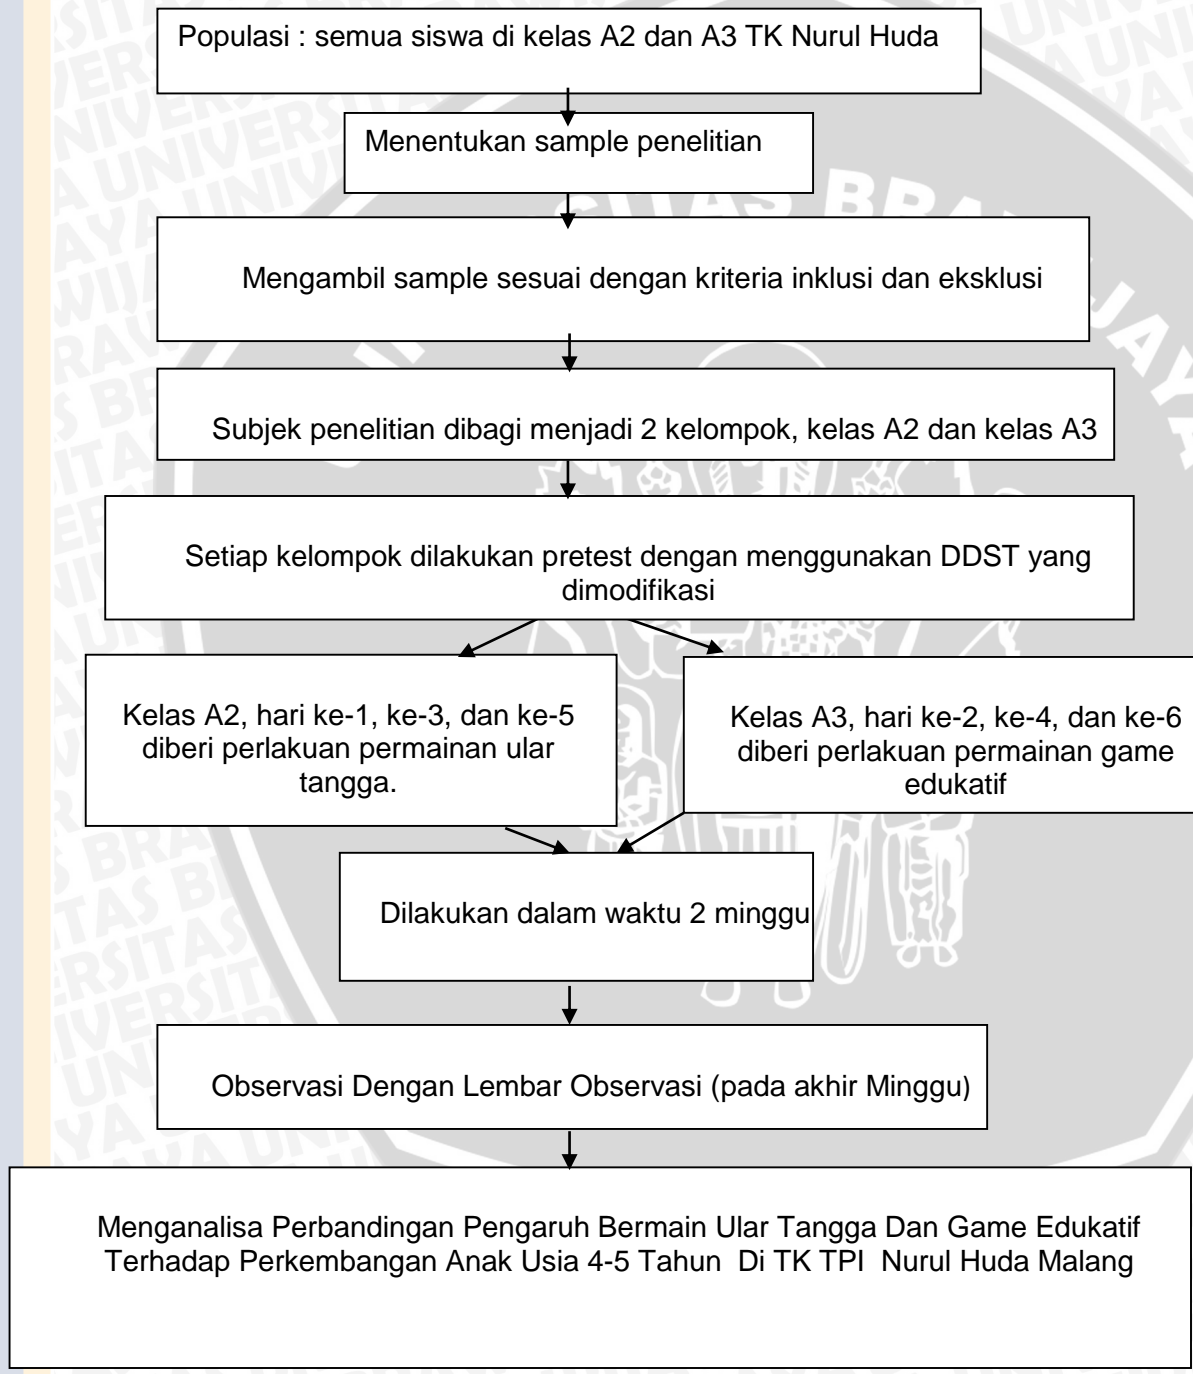 Populasi : semua siswa di kelas A2 dan A3 TK Nurul Huda
Menentukan sample penelitian
Mengambil sample sesuai dengan kriteria inklusi dan eksklusi
Subjek penelitian dibagi menjadi 2 kelompok, kelas A2 dan kelas A3
Setiap kelompok dilakukan pretest dengan menggunakan DDST yang
dimodifikasi
Kelas A2, hari ke-1, ke-3, dan ke-5
diberi perlakuan permainan ular
tangga.
Kelas A3, hari ke-2, ke-4, dan ke-6
diberi perlakuan permainan game
edukatif
Dilakukan dalam waktu 2 minggu
Observasi Dengan Lembar Observasi (pada akhir Minggu)
Menganalisa Perbandingan Pengaruh Bermain Ular Tangga Dan Game Edukatif
Terhadap Perkembangan Anak Usia 4-5 Tahun Di TK TPI Nurul Huda Malang